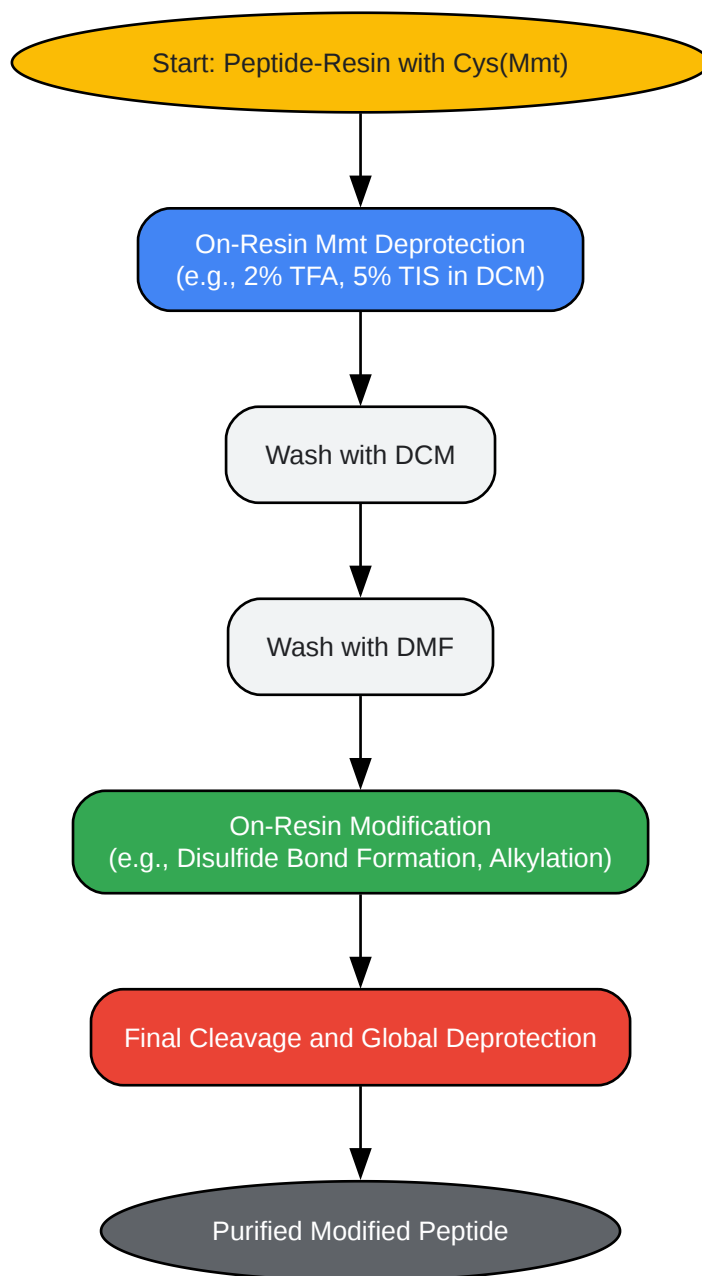 Start: Peptide-Resin with Cys(Mmt)
On-Resin Mmt Deprotection
(e.g., 2% TFA, 5% TIS in DCM)
Wash with DCM
Wash with DMF
On-Resin Modification
(e.g., Disulfide Bond Formation, Alkylation)
Final Cleavage and Global Deprotection
Purified Modified Peptide